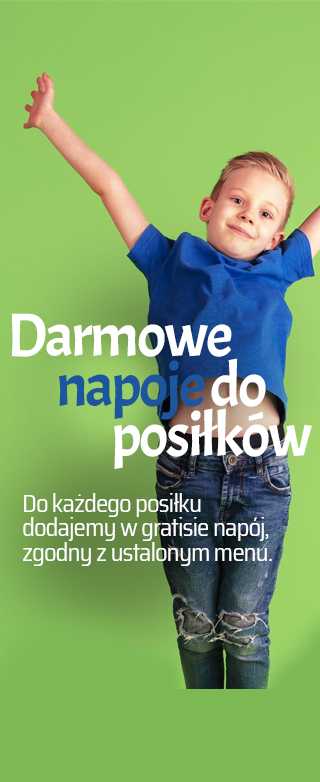 Darmowe
napoje do
posiłków
Do każdego posiłku
dodajemy w gratisie napój,
zgodny z ustalonym menu.